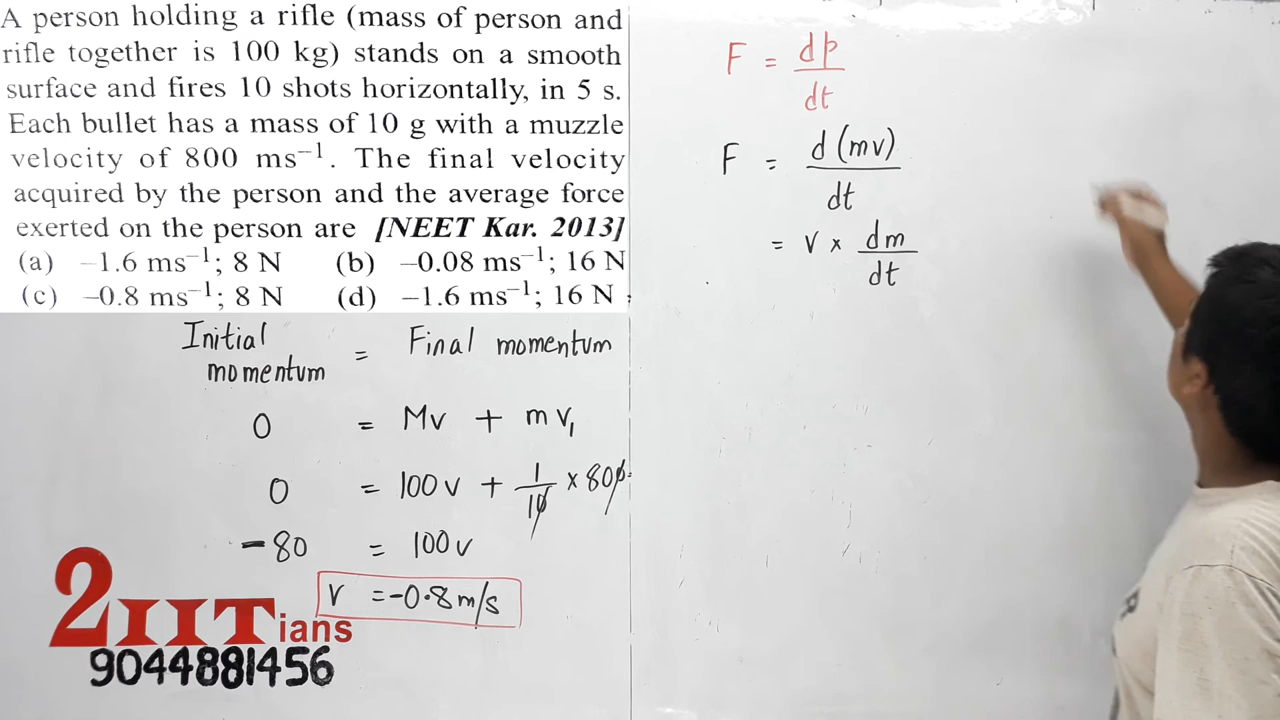 A person holding a rifle (mass of person and
rifle together is 100 kg) stands on a smooth
surface and fires 10 shots horizontally, in 5 s.
Each bullet has a mass of 10 g with a muzzle
velocity of 800 ms⁻¹. The final velocity
acquired by the person and the average force
exerted on the person are [NEET Kar. 2013]
(a) –1.6 ms⁻¹; 8 N (b) –0.08 ms⁻¹; 16 N
(c) –0.8 ms⁻¹; 8 N (d) –1.6 ms⁻¹; 16 N
Initial momentum = Final momentum
0 = Mv + mv₁
0 = 100v + 1/10 × 800
-80 = 100v
v = -0.8 m/s
2IITians
9044881456
F = dp/dt
F = d(mv)/dt
= v × dm/dt